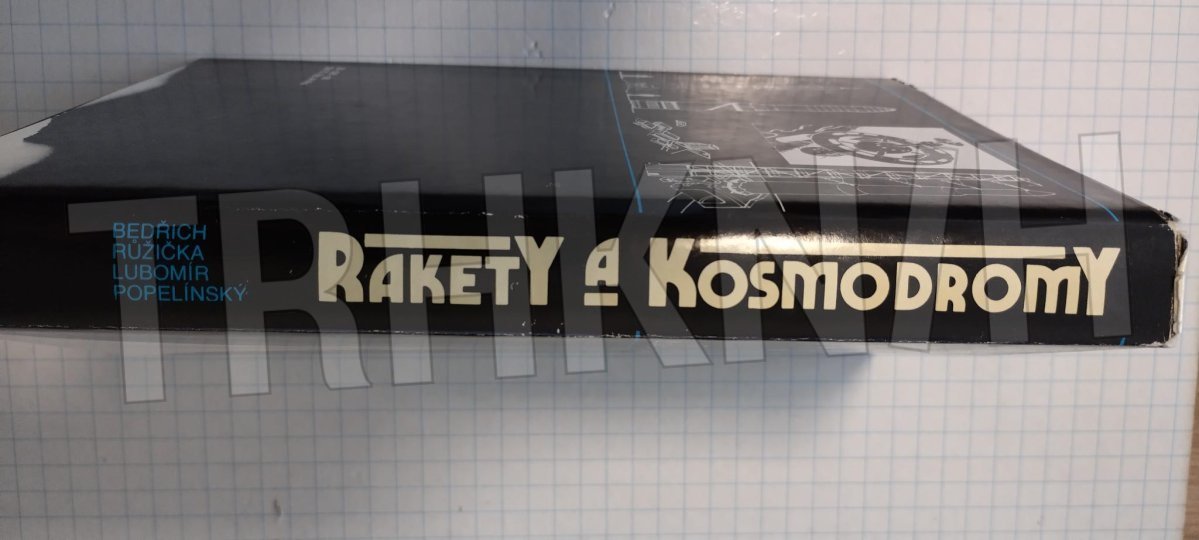 BEDŘICH
RŮŽIČKA
LUBOMÍR
POPELÍNSKÝ
RAKETY A KOSMODROMY
TRHKNIH